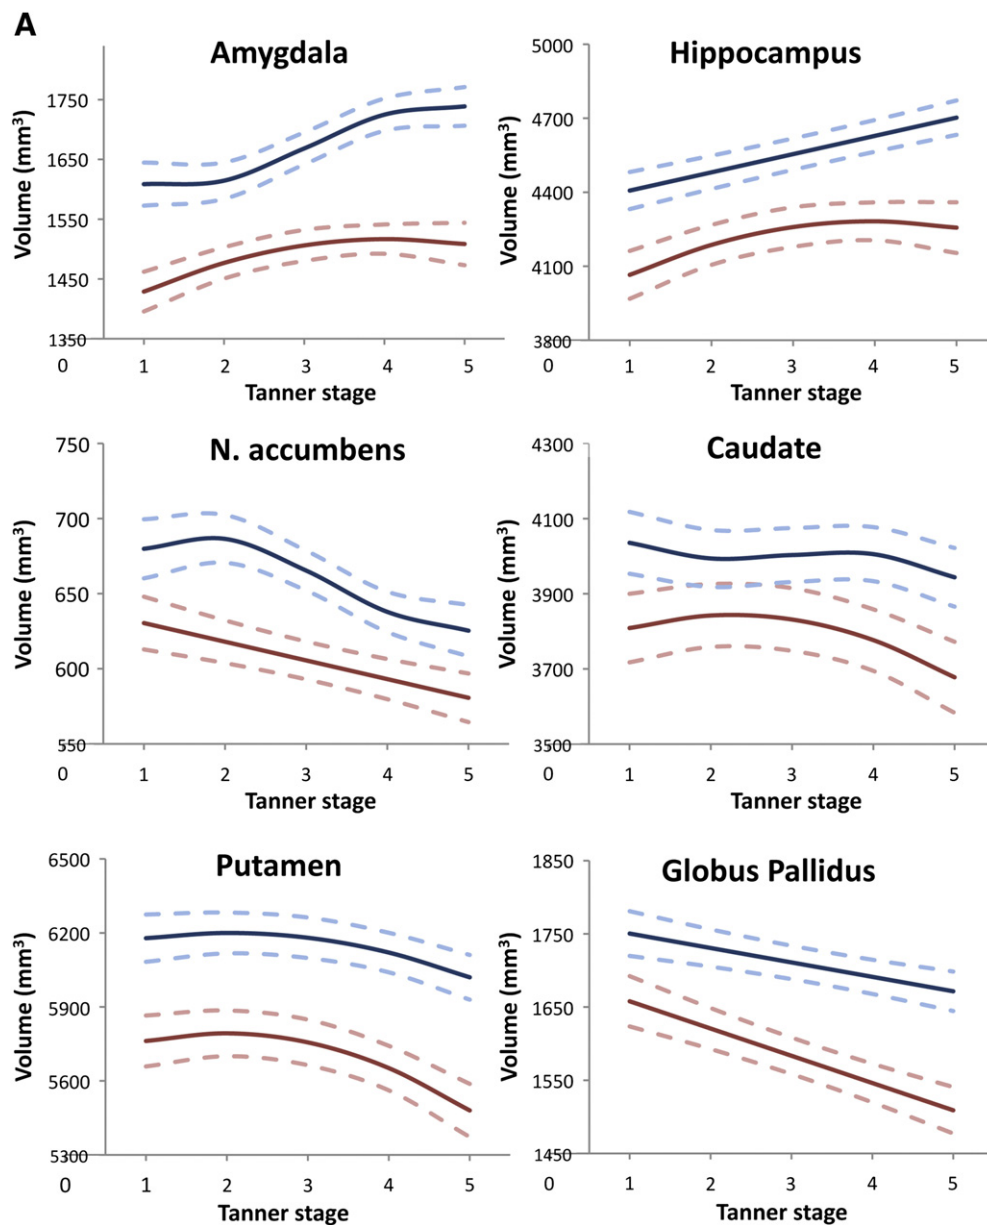 A
Amygdala
Volume (mm³)
1750
1650
1550
1450
1350
0
1 2 3 4 5
Tanner stage
Hippocampus
Volume (mm³)
5000
4700
4400
4100
3800
0
1 2 3 4 5
Tanner stage
N. accumbens
Volume (mm³)
750
700
650
600
550
0
1 2 3 4 5
Tanner stage
Caudate
Volume (mm³)
4300
4100
3900
3700
3500
0
1 2 3 4 5
Tanner stage
Putamen
Volume (mm³)
6500
6200
5900
5600
5300
0
1 2 3 4 5
Tanner stage
Globus Pallidus
Volume (mm³)
1850
1750
1650
1550
1450
0
1 2 3 4 5
Tanner stage